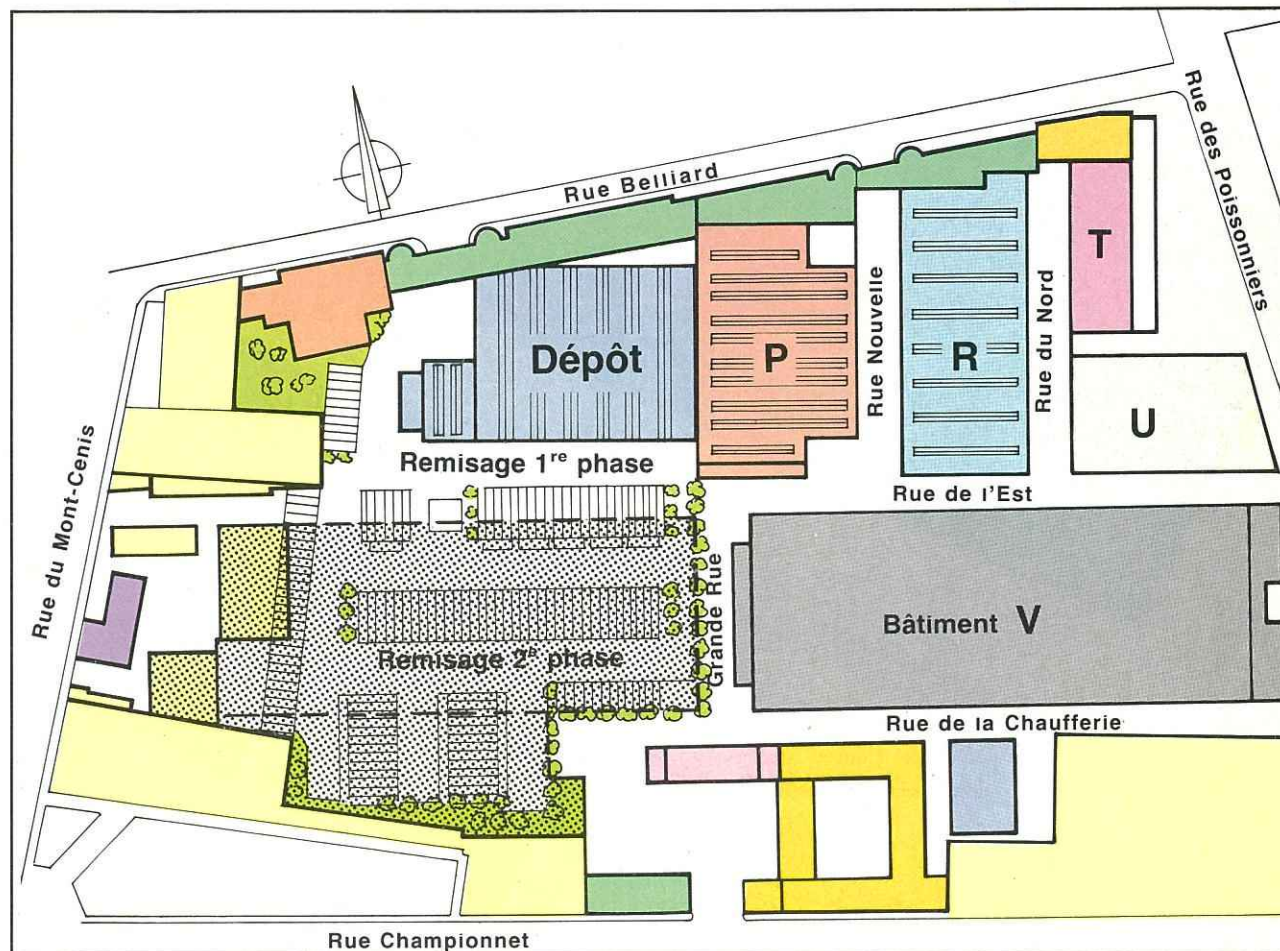 Rue Belliard
Rue des Poissonniers
Rue du Mont-Cenis
Dépôt
P
Rue Nouvelle
R
Rue du Nord
T
U
Remisage 1re phase
Rue de l'Est
Grande Rue
Bâtiment V
Remisage 2e phase
Rue de la Chaufferie
Rue Championnet